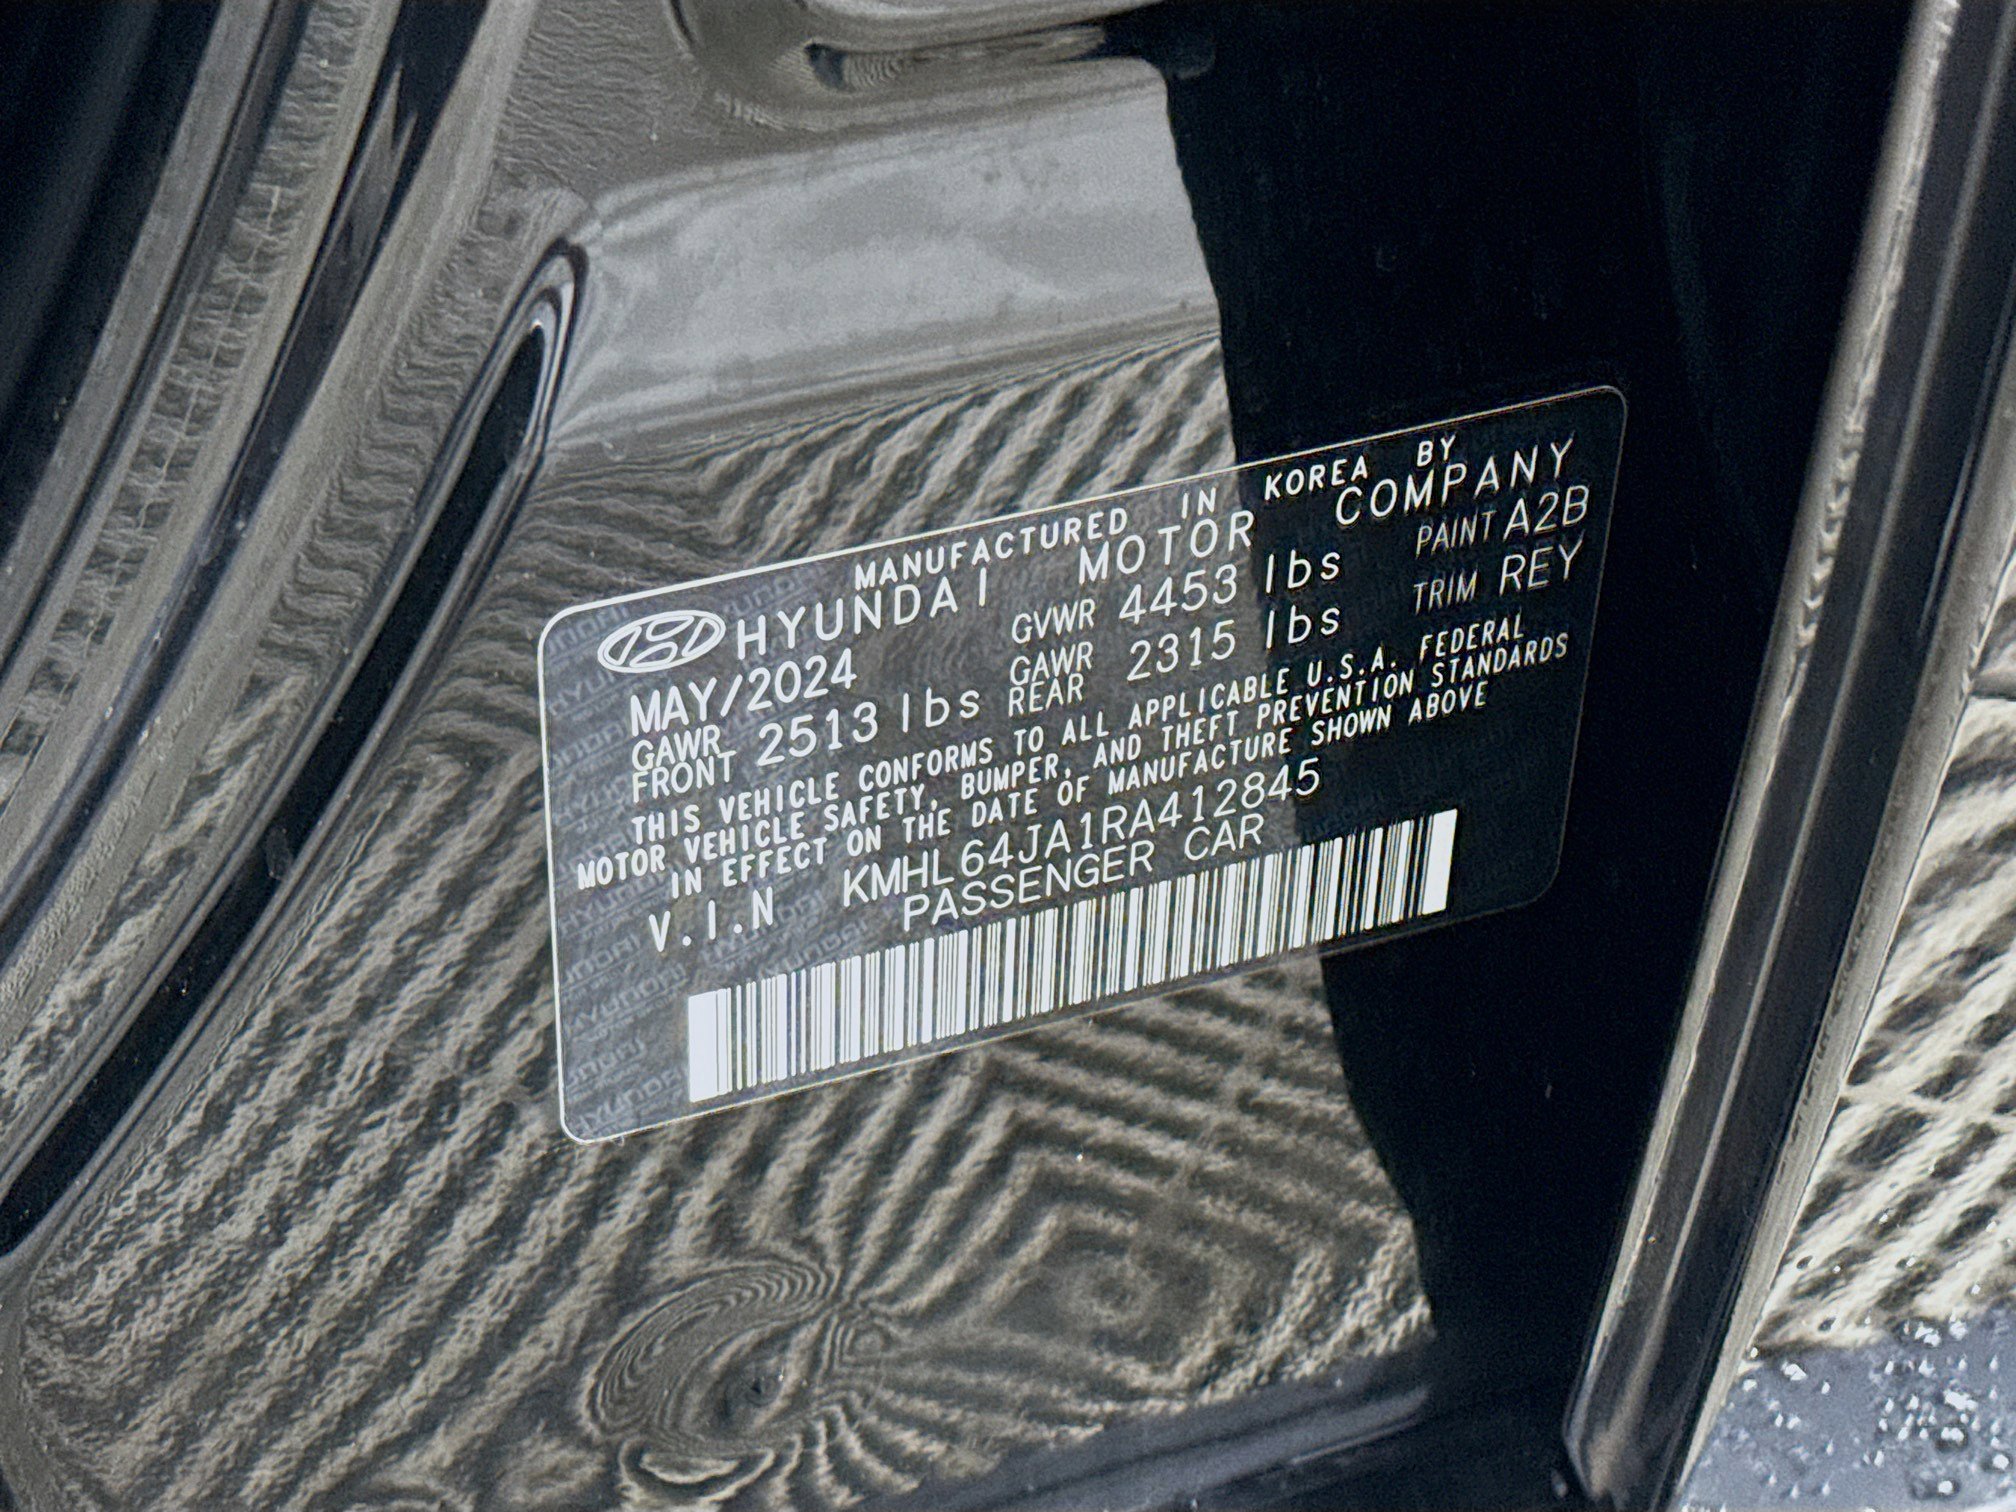 MANUFACTURED IN KOREA BY
HYUNDAI MOTOR COMPANY
MAY/2024 GVWR 4453 lbs PAINT A2B
GAWR FRONT 2513 lbs GAWR REAR 2315 lbs TRIM REY
THIS VEHICLE CONFORMS TO ALL APPLICABLE U.S.A. FEDERAL
MOTOR VEHICLE SAFETY, BUMPER, AND THEFT PREVENTION STANDARDS
IN EFFECT ON THE DATE OF MANUFACTURE SHOWN ABOVE
V.I.N KMHL64JA1RA412845
PASSENGER CAR